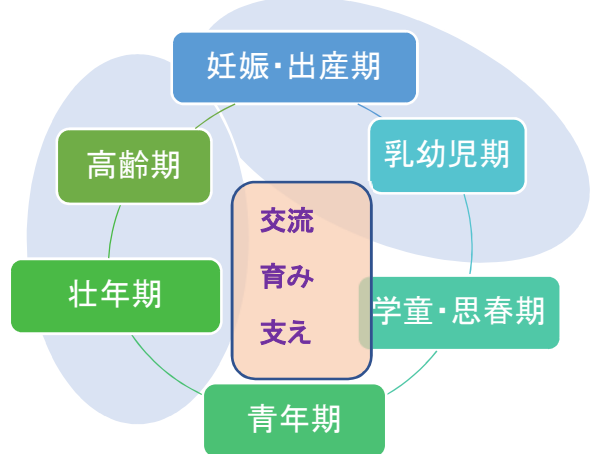 妊娠・出産期
高齢期
乳幼児期
交流
育み
支え
壮年期
学童・思春期
青年期